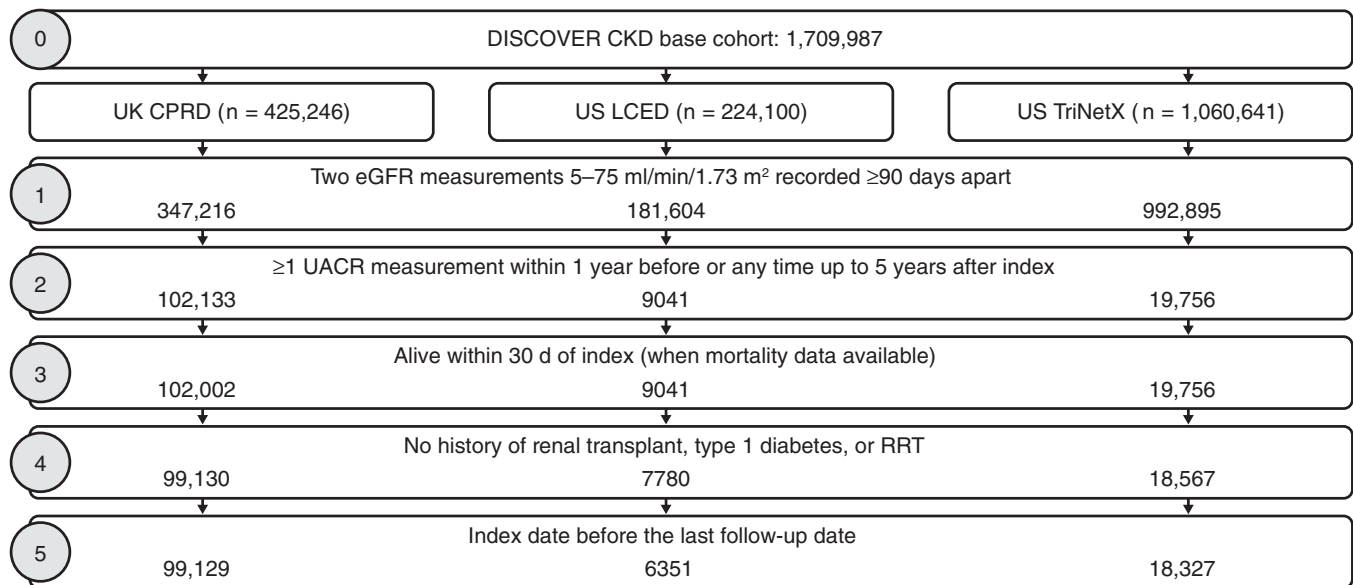 0
DISCOVER CKD base cohort: 1,709,987
UK CPRD (n = 425,246)
US LCED (n = 224,100)
US TriNetX (n = 1,060,641)
1
Two eGFR measurements 5–75 ml/min/1.73 m² recorded ≥90 days apart
347,216
181,604
992,895
2
≥1 UACR measurement within 1 year before or any time up to 5 years after index
102,133
9041
19,756
3
Alive within 30 d of index (when mortality data available)
102,002
9041
19,756
4
No history of renal transplant, type 1 diabetes, or RRT
99,130
7780
18,567
5
Index date before the last follow-up date
99,129
6351
18,327